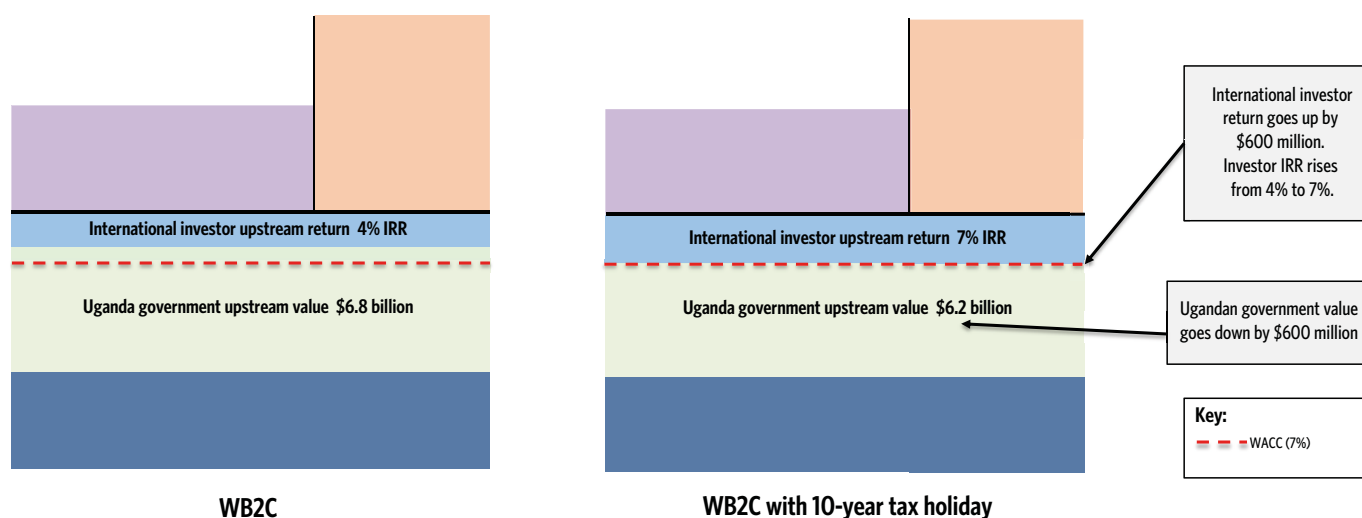 International investor upstream return 4% IRR
Uganda government upstream value $6.8 billion
WB2C
International investor upstream return 7% IRR
Uganda government upstream value $6.2 billion
WB2C with 10-year tax holiday
International investor
return goes up by
$600 million.
Investor IRR rises
from 4% to 7%.
Ugandan government value
goes down by $600 million
Key:
WACC (7%)